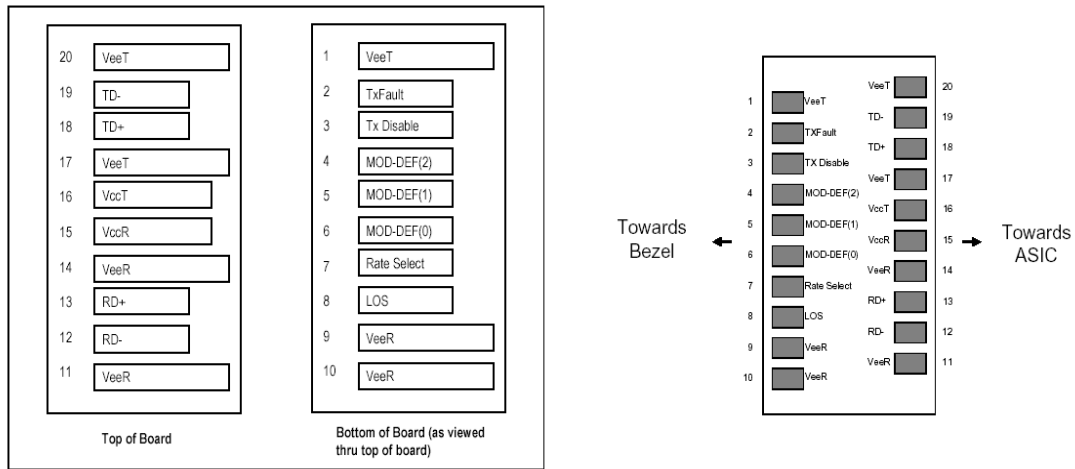 20 VeeT
19 TD-
18 TD+
17 VeeT
16 VccT
15 VccR
14 VeeR
13 RD+
12 RD-
11 VeeR
Top of Board
1 VeeT
2 TxFault
3 Tx Disable
4 MOD-DEF(2)
5 MOD-DEF(1)
6 MOD-DEF(0)
7 Rate Select
8 LOS
9 VeeR
10 VeeR
Bottom of Board (as viewed
thru top of board)
Towards
Bezel
1 VeeT
2 TXFault
3 TX Disable
4 MOD-DEF(2)
5 MOD-DEF(1)
6 MOD-DEF(0)
7 Rate Select
8 LOS
9 VeeR
10 VeeR
VeeT 20
TD- 19
TD+ 18
VeeT 17
VccT 16
VccR 15
VeeR 14
RD+ 13
RD- 12
VeeR 11
Towards
ASIC